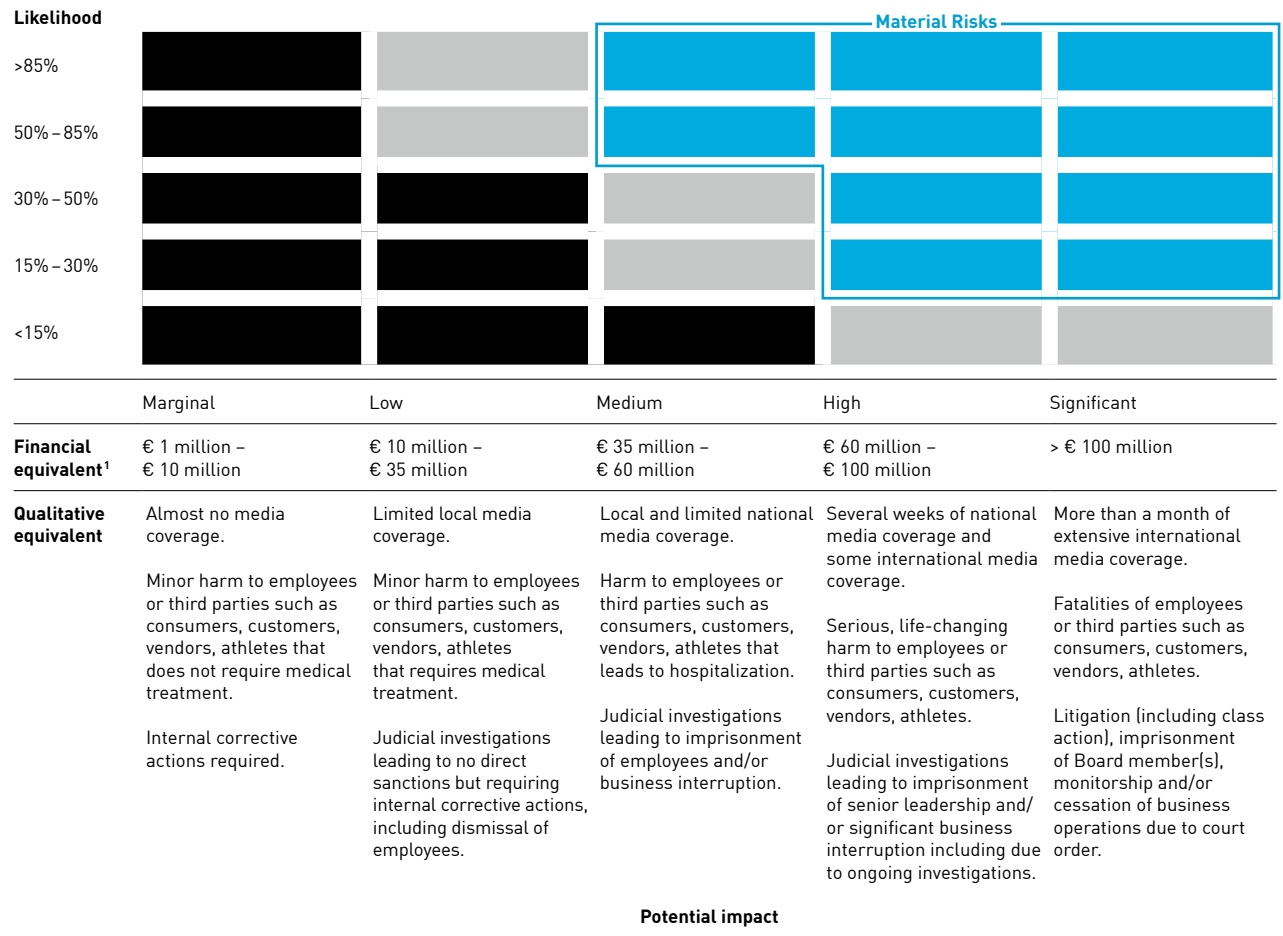 Likelihood
Material Risks
>85%
50% – 85%
30% – 50%
15% – 30%
<15%
Marginal
Low
Medium
High
Significant
Financial
equivalent¹
€ 1 million –
€ 10 million
€ 10 million –
€ 35 million
€ 35 million –
€ 60 million
€ 60 million –
€ 100 million
> € 100 million
Qualitative
equivalent
Almost no media
coverage.
Minor harm to employees
or third parties such as
consumers, customers,
vendors, athletes that
does not require medical
treatment.
Internal corrective
actions required.
Limited local media
coverage.
Minor harm to employees
or third parties such as
consumers, customers,
vendors, athletes
that requires medical
treatment.
Judicial investigations
leading to no direct
sanctions but requiring
internal corrective actions,
including dismissal of
employees.
Local and limited national
media coverage.
Harm to employees or
third parties such as
consumers, customers,
vendors, athletes that
leads to hospitalization.
Judicial investigations
leading to imprisonment
of employees and/or
business interruption.
Several weeks of national
media coverage and
some international media
coverage.
Serious, life-changing
harm to employees or
third parties such as
consumers, customers,
vendors, athletes.
Judicial investigations
leading to imprisonment
of senior leadership and/
or significant business
interruption including due
to ongoing investigations.
More than a month of
extensive international
media coverage.
Fatalities of employees
or third parties such as
consumers, customers,
vendors, athletes.
Litigation (including class
action), imprisonment
of Board member(s),
monitorship and/or
cessation of business
operations due to court
order.
Potential impact